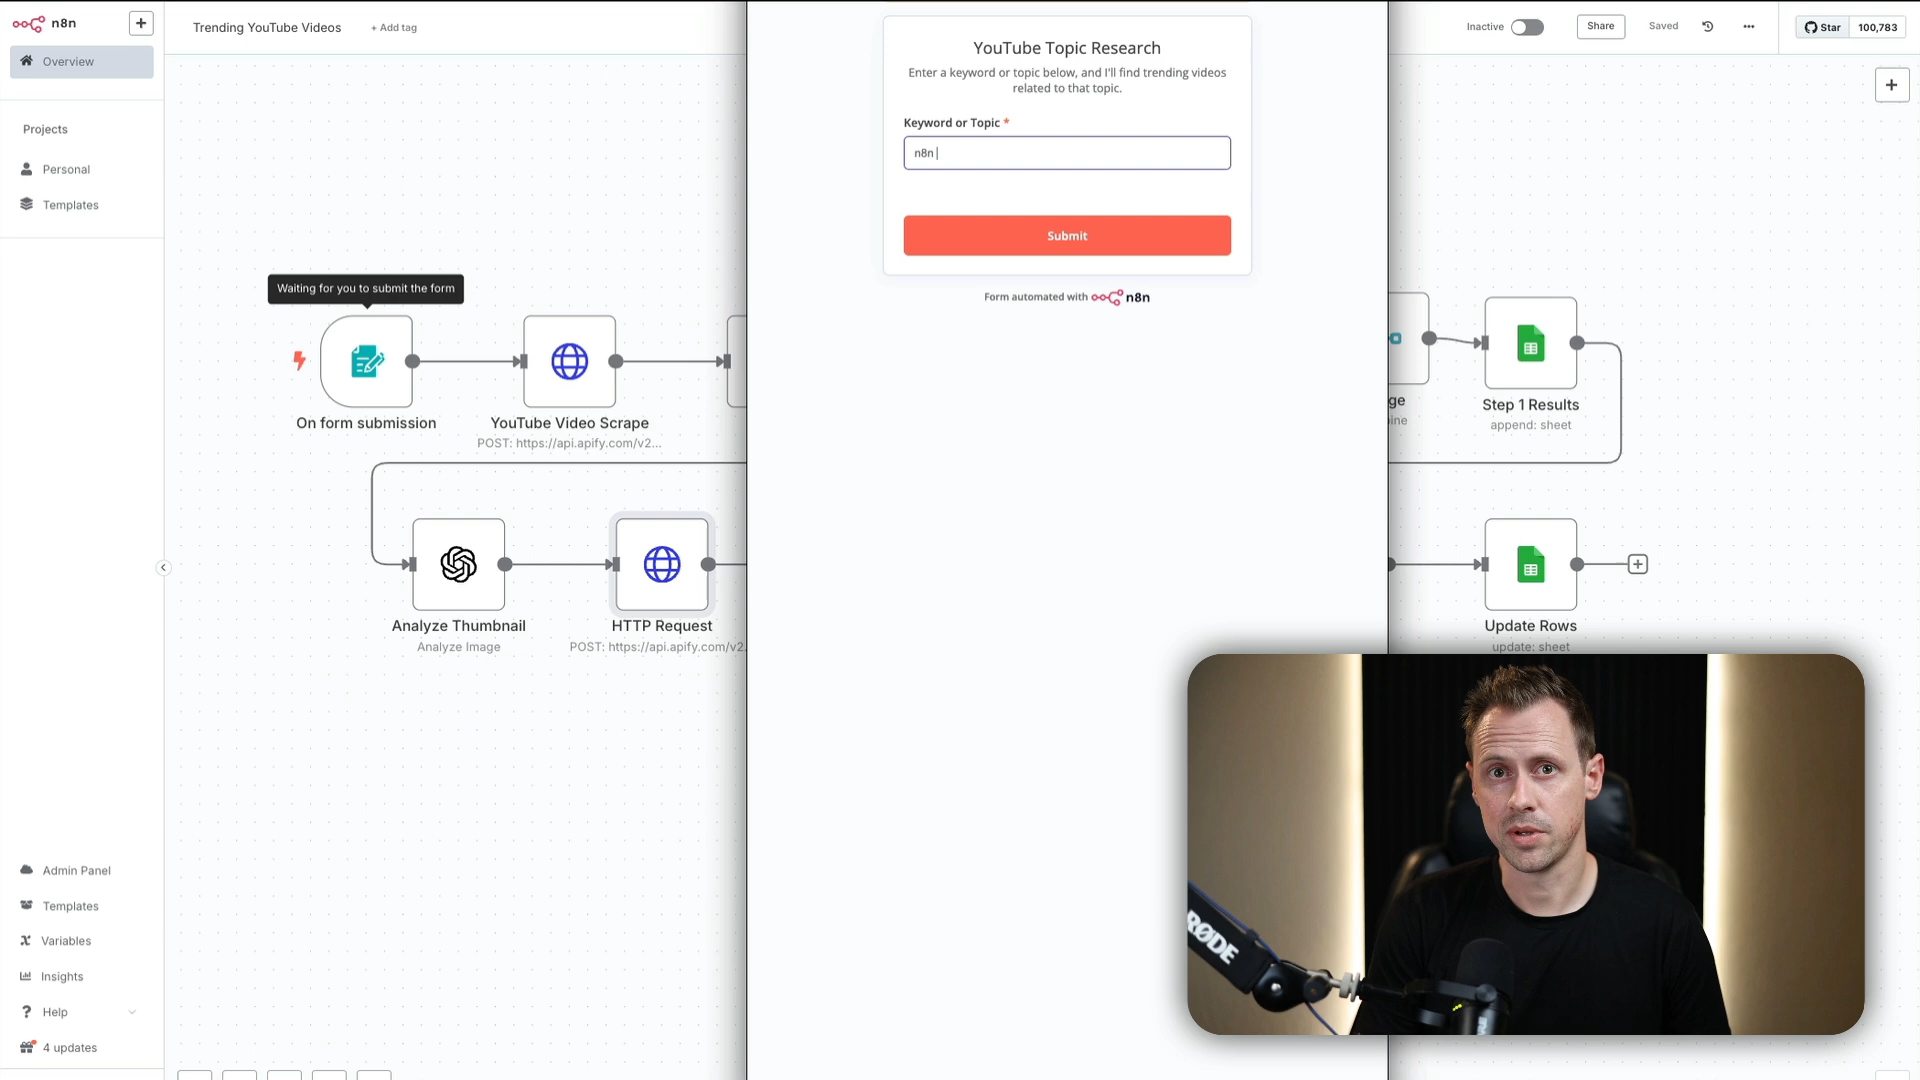 n8n
Overview
Projects
Personal
Templates
Admin Panel
Templates
Variables
Insights
Help
4 updates
Trending YouTube Videos
+ Add tag
Inactive
Share
Saved
Star
100,783
Waiting for you to submit the form
On form submission
YouTube Video Scrape
POST: https://api.apify.com/v2...
Analyze Thumbnail
Analyze Image
HTTP Request
POST: https://api.apify.com/v2.
YouTube Topic Research
Enter a keyword or topic below, and I'll find trending videos
related to that topic.
Keyword or Topic *
n8n
Submit
Form automated with n8n
ge
ine
Step 1 Results
append: sheet
Update Rows
update: sheet
RØDE